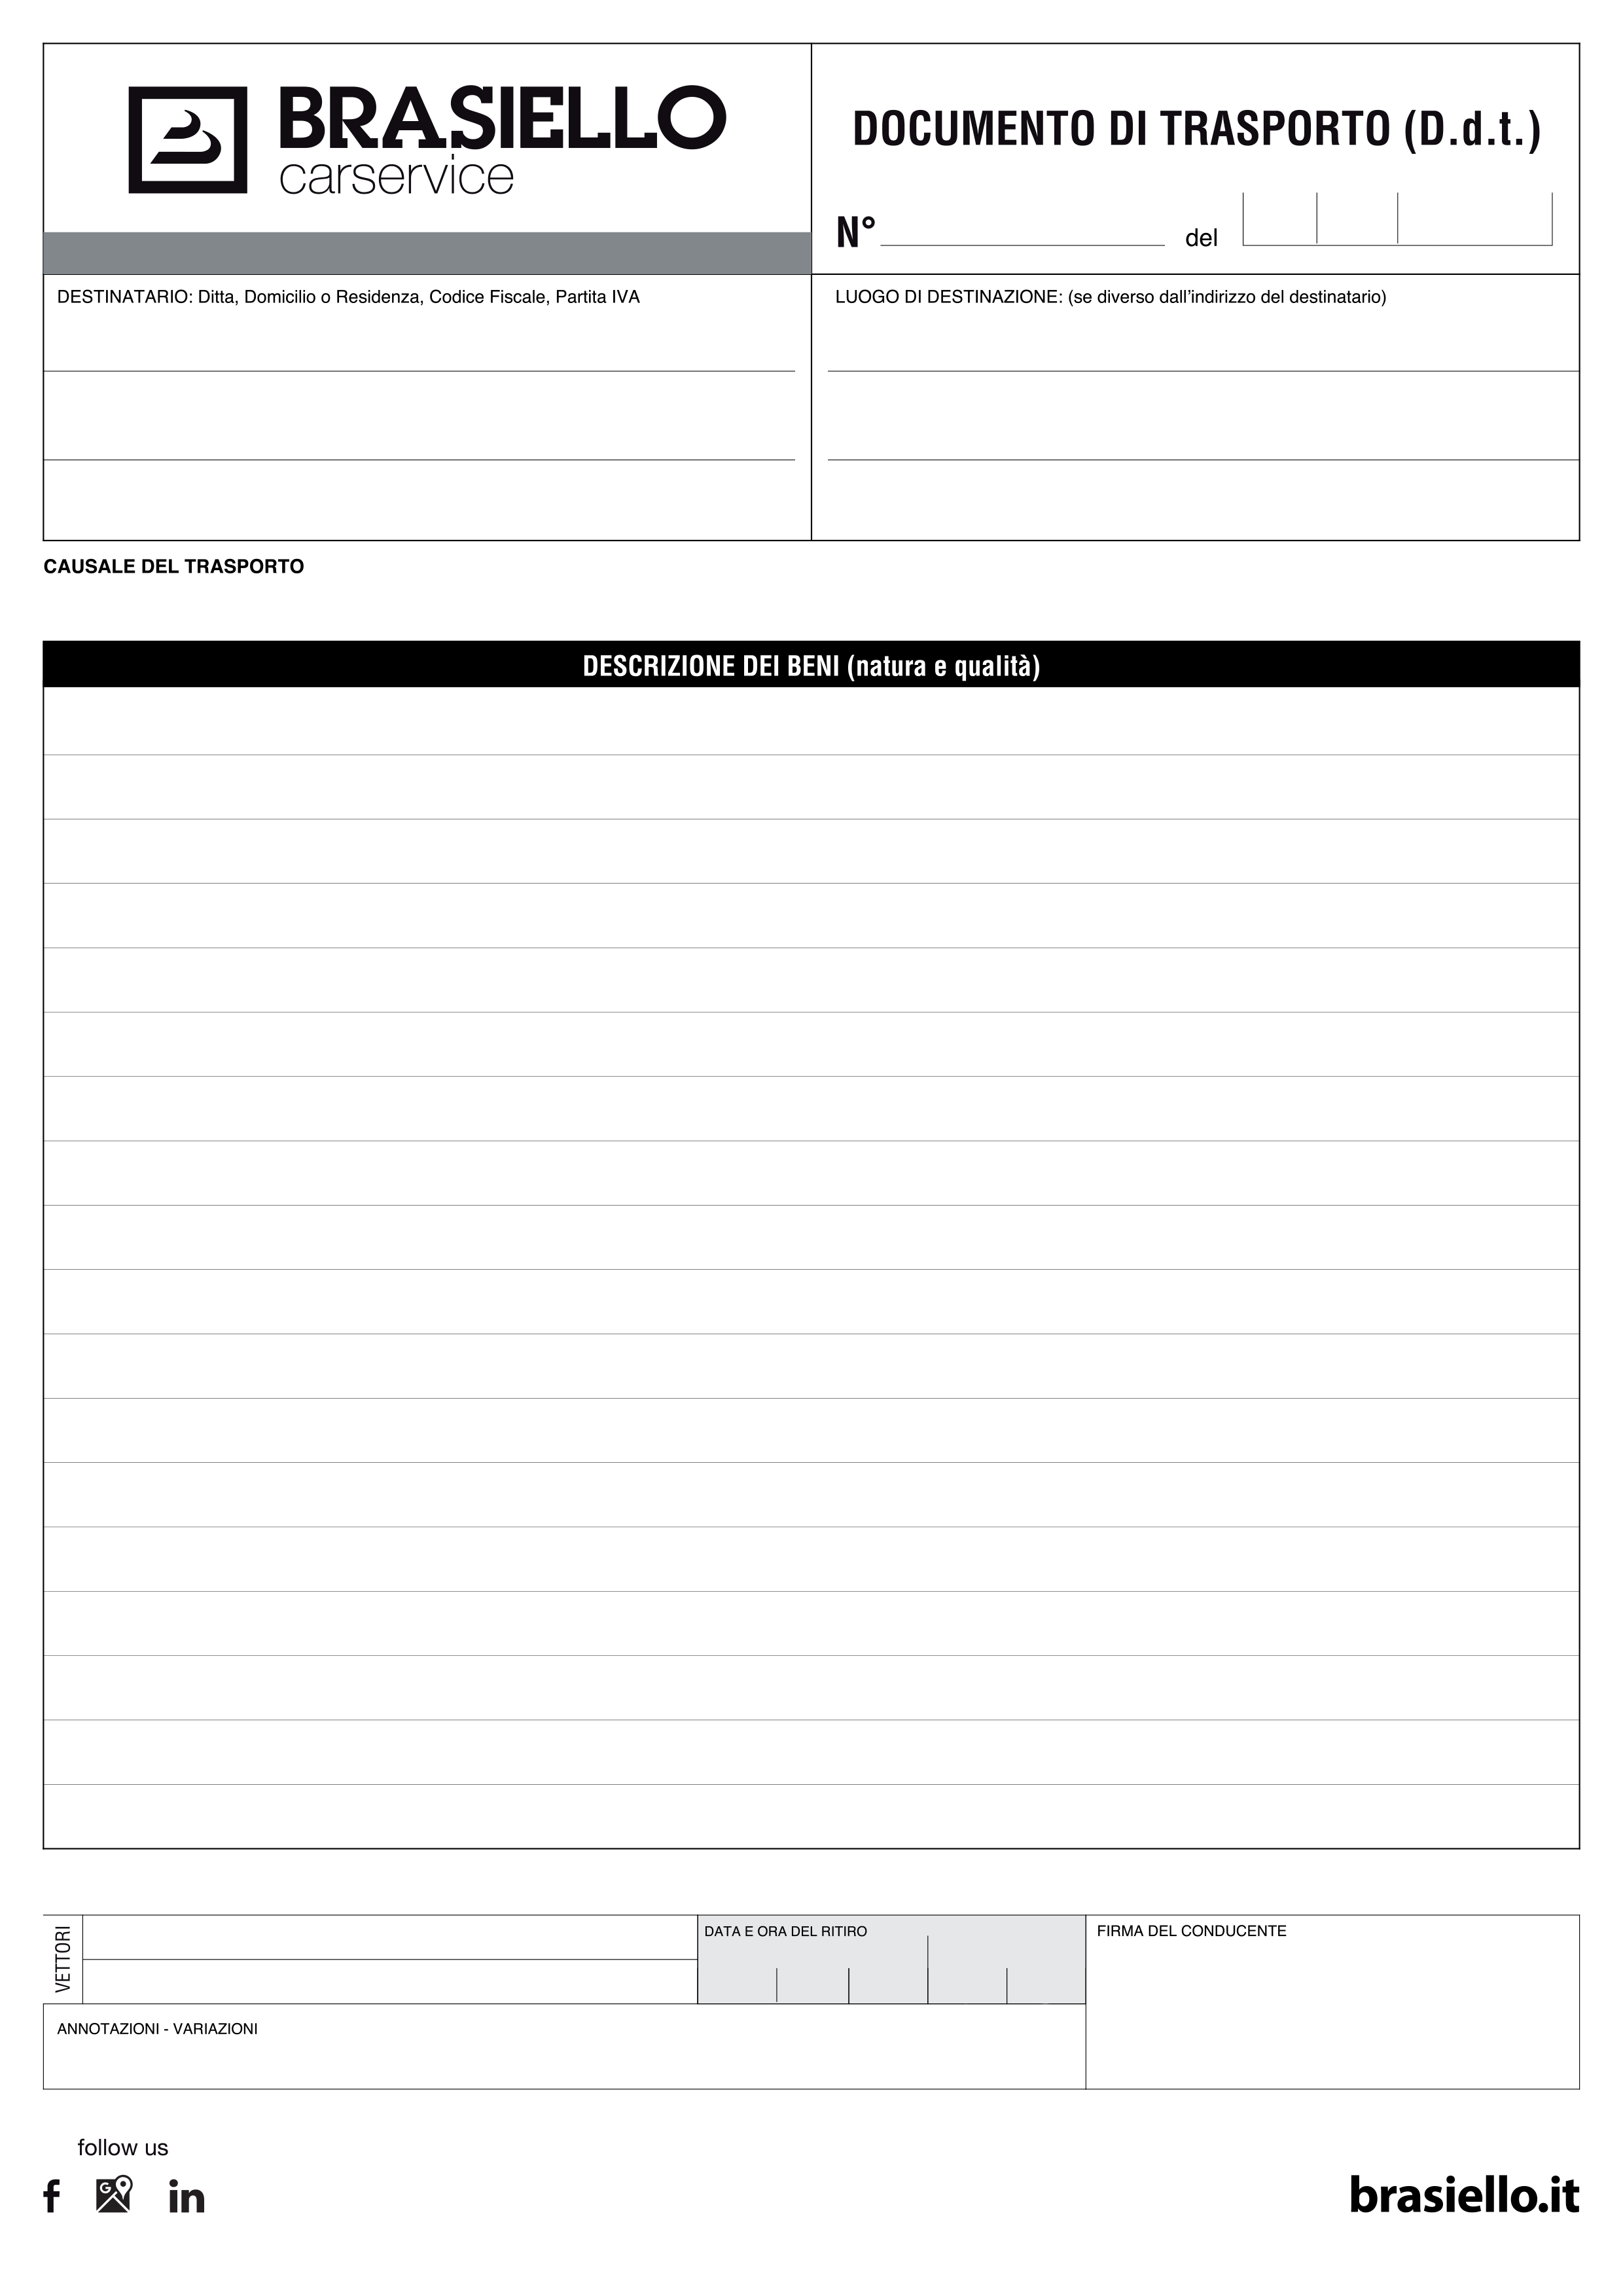 BRASIELLO
carservice
DOCUMENTO DI TRASPORTO (D.d.t.)
N° del
DESTINATARIO: Ditta, Domicilio o Residenza, Codice Fiscale, Partita IVA
LUOGO DI DESTINAZIONE: (se diverso dall'indirizzo del destinatario)
CAUSALE DEL TRASPORTO
DESCRIZIONE DEI BENI (natura e qualità)
VETTORI
DATA E ORA DEL RITIRO
FIRMA DEL CONDUCENTE
ANNOTAZIONI - VARIAZIONI
follow us
f G in
brasiello.it